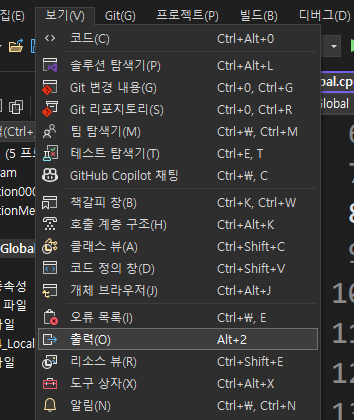 집(E) 보기(V) Git(G) 프로젝트(P) 빌드(B) 디버그(D)
코드(C) Ctrl+Alt+0
솔루션 탐색기(P) Ctrl+Alt+L
bal.cp
Git 변경 내용(G) Ctrl+0, Ctrl+G
Global
Git 리포지토리(S) Ctrl+0, Ctrl+R
팀 탐색기(M) Ctrl+₩, Ctrl+M
(Ctrl+
6
테스트 탐색기(T) Ctrl+E, T
(5 프로
7
am
GitHub Copilot 채팅 Ctrl+₩, C
tion000
책갈피 창(B) Ctrl+K, Ctrl+W
8
tionMe
호출 계층 구조(H) Ctrl+Alt+K
클래스 뷰(A) Ctrl+Shift+C
Global
9
코드 정의 창(D) Ctrl+Shift+V
종속성
개체 브라우저(J) Ctrl+Alt+J
10
파일
오류 목록(I) Ctrl+₩, E
11
파일
출력(O) Alt+2
4_Local
12
리소스 뷰(R) Ctrl+Shift+E
파일
도구 상자(X) Ctrl+Alt+X
13
알림(N) Ctrl+₩, Ctrl+N